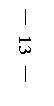 — 13 —